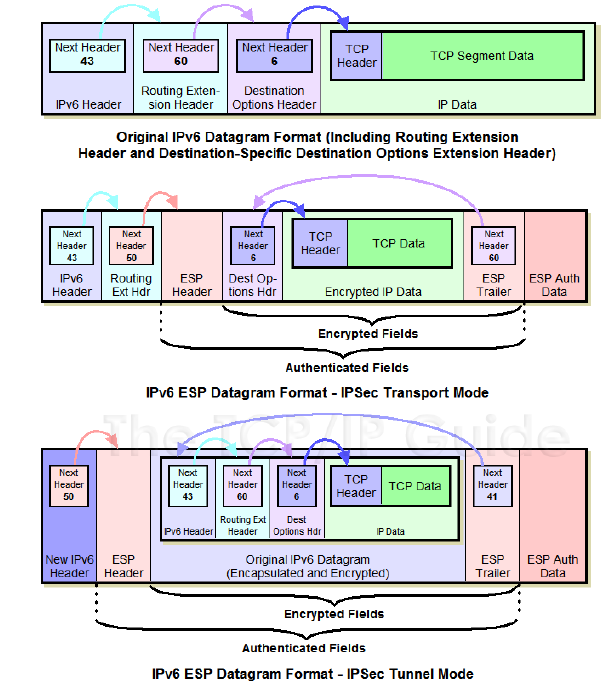 Next Header 43
Next Header 60
Next Header 6
TCP Header
TCP Segment Data
IPv6 Header
Routing Exten-
sion Header
Destination
Options Header
IP Data
Original IPv6 Datagram Format (Including Routing Extension
Header and Destination-Specific Destination Options Extension Header)
Next Header 43
Next Header 50
Next Header 6
TCP Header
TCP Data
Next Header 60
IPv6 Header
Routing Ext Hdr
ESP Header
Dest Op-
tions Hdr
Encrypted IP Data
ESP Trailer
ESP Auth Data
Encrypted Fields
Authenticated Fields
IPv6 ESP Datagram Format - IPSec Transport Mode
The TCP/IP Guide
Next Header 50
Next Header 43
Next Header 60
Next Header 6
TCP Header
TCP Data
Next Header 41
IPv6 Header
Routing Ext Header
Dest Options Hdr
IP Data
New IPv6 Header
ESP Header
Original IPv6 Datagram
(Encapsulated and Encrypted)
ESP Trailer
ESP Auth Data
Encrypted Fields
Authenticated Fields
IPv6 ESP Datagram Format - IPSec Tunnel Mode